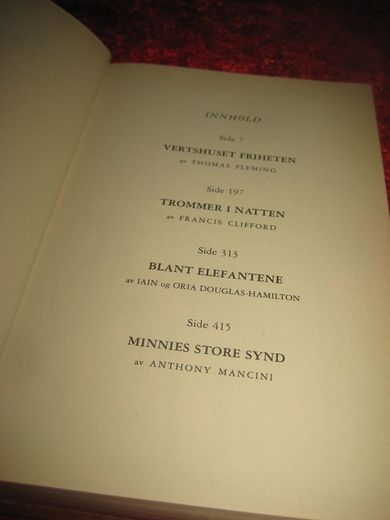 INNHOLD
Side 7
VERTSHUSET FRIHETEN
av THOMAS FLEMING
Side 197
TROMMER I NATTEN
av FRANCIS CLIFFORD
Side 313
BLANT ELEFANTENE
av IAIN og ORIA DOUGLAS-HAMILTON
Side 415
MINNIES STORE SYND
av ANTHONY MANCINI